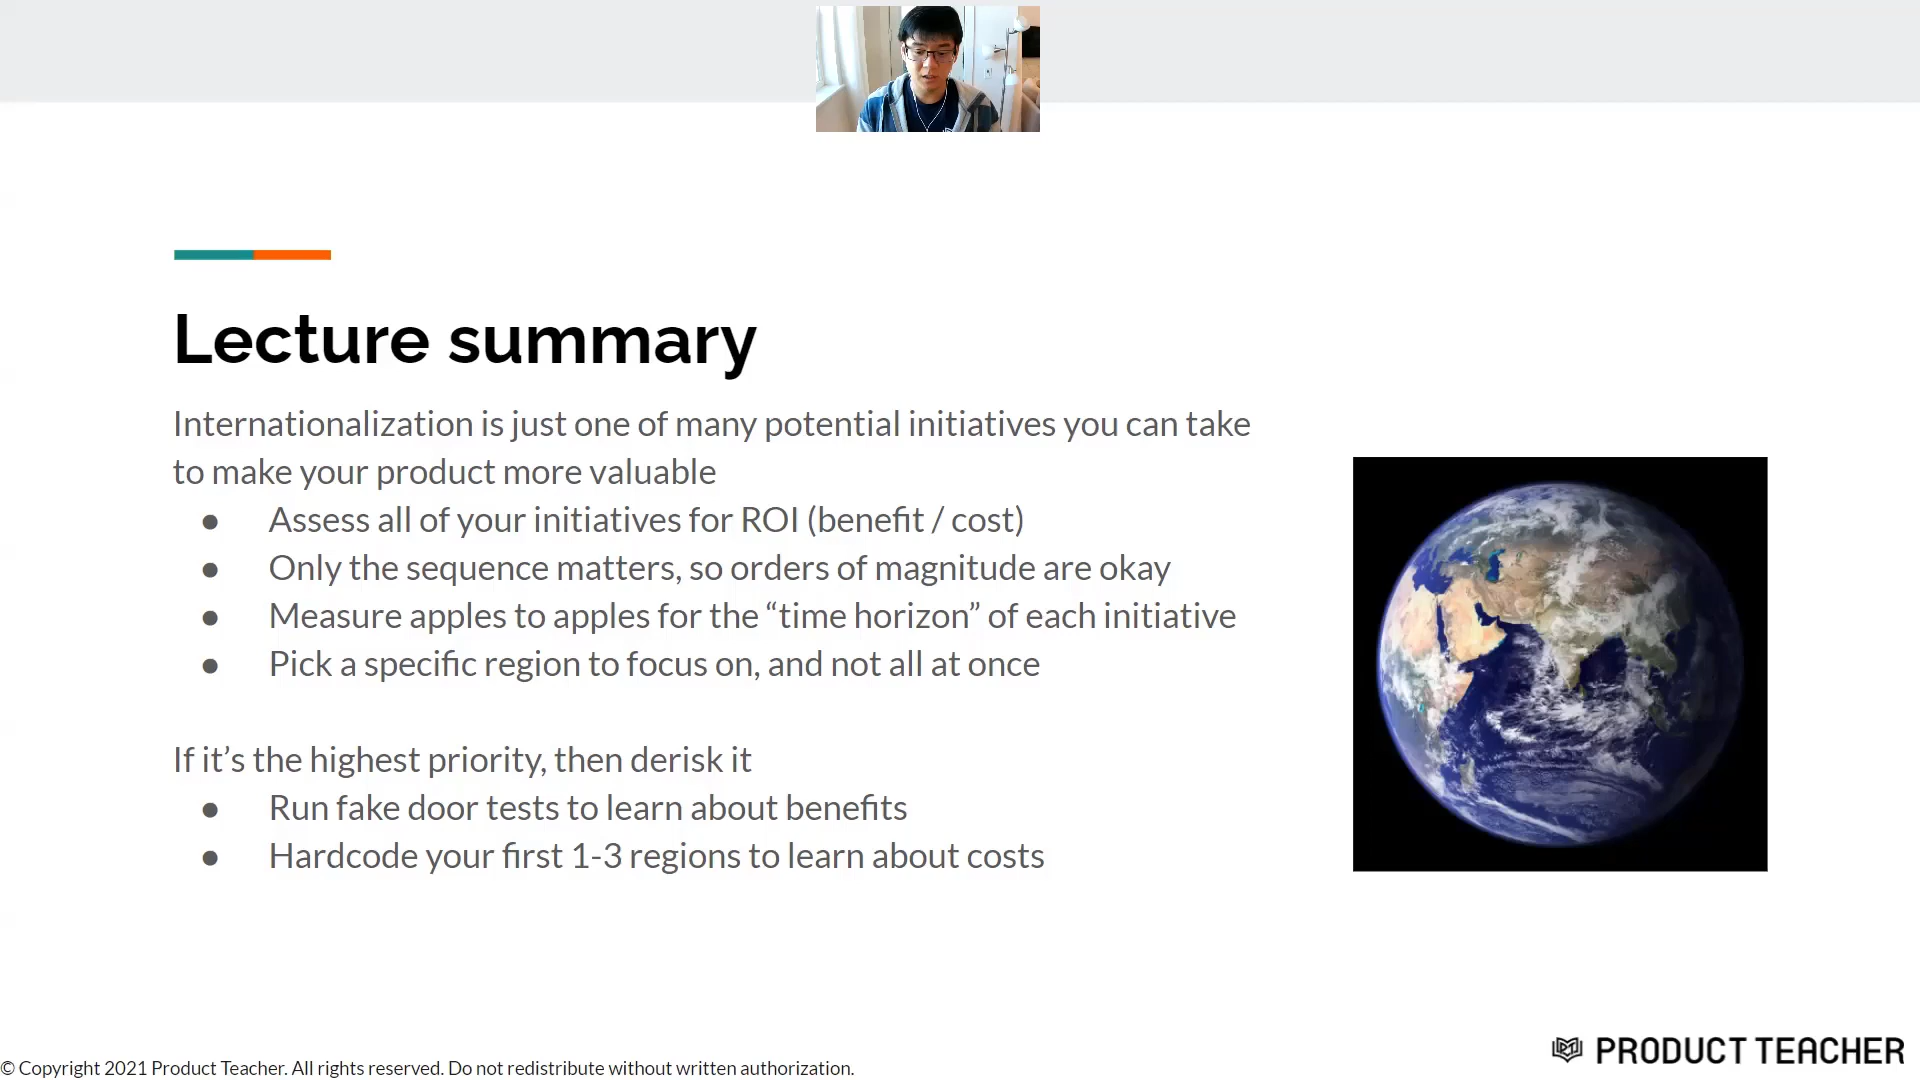 Lecture summary
Internationalization is just one of many potential initiatives you can take
to make your product more valuable
● Assess all of your initiatives for ROI (benefit / cost)
● Only the sequence matters, so orders of magnitude are okay
● Measure apples to apples for the “time horizon” of each initiative
● Pick a specific region to focus on, and not all at once
If it’s the highest priority, then derisk it
● Run fake door tests to learn about benefits
● Hardcode your first 1-3 regions to learn about costs
PRODUCT TEACHER
© Copyright 2021 Product Teacher. All rights reserved. Do not redistribute without written authorization.